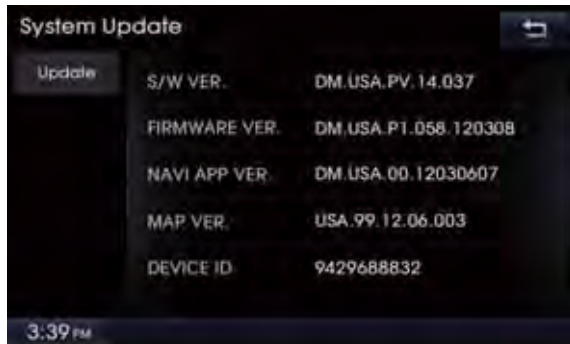 System Update
Update
S/W VER. DM.USA.PV.14.037
FIRMWARE VER. DM.USA.P1.058.120308
NAVI APP VER. DM.USA.00.12030607
MAP VER. USA.99.12.06.003
DEVICE ID 9429688832
3:39 PM